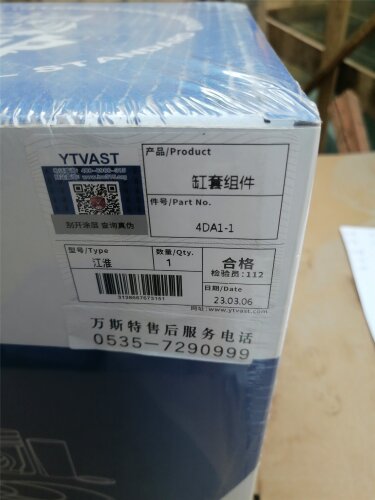 STANDARD
YTVAST
刮开涂层 查询真伪
产品/Product
缸套组件
件号/Part No.
4DA1-1
型号/Type
江淮
数量/Qty.
1
合格
检验员:112
日期/Date
23.03.06
网址:www.ytvast.com
万斯特售后服务电话
0535-7290999